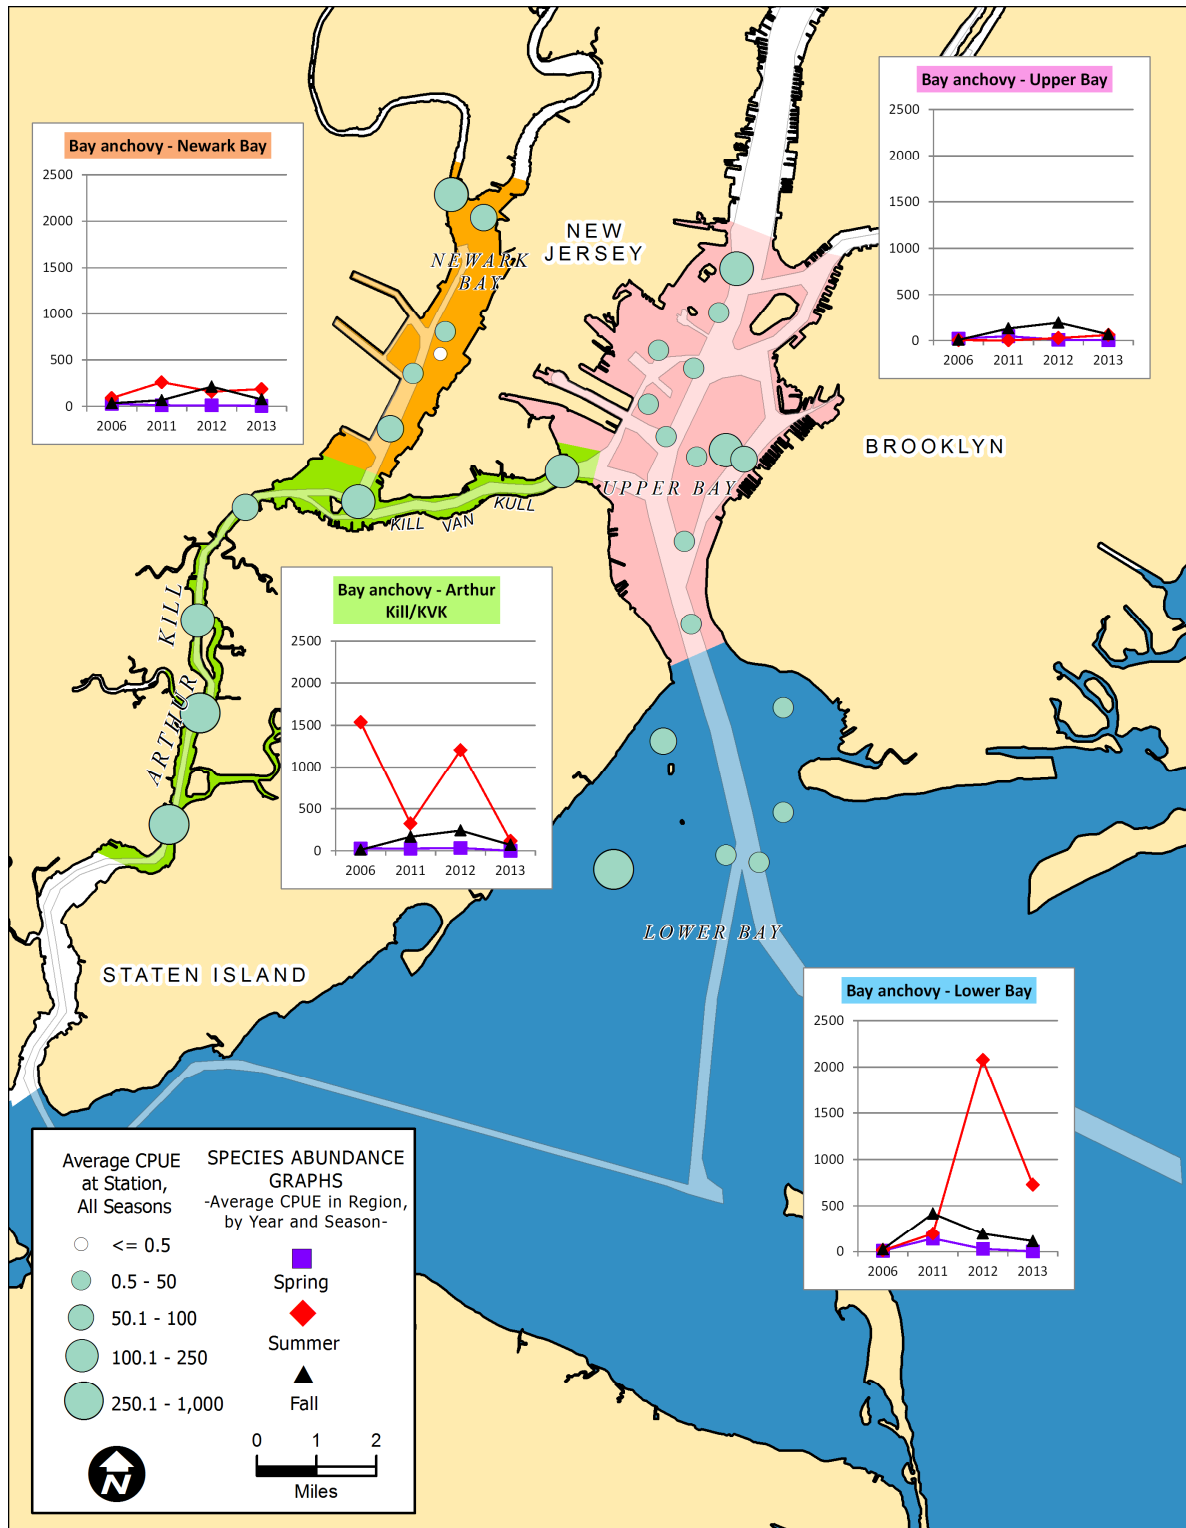 Bay anchovy - Upper Bay
2500
2000
1500
1000
500
0
2006 2011 2012 2013
Bay anchovy - Newark Bay
2500
2000
1500
1000
500
0
2006 2011 2012 2013
NEW
JERSEY
NEWARK
BAY
BROOKLYN
UPPER BAY
KILL VAN KULL
ARTHUR KILL
Bay anchovy - Arthur
Kill/KVK
2500
2000
1500
1000
500
0
2006 2011 2012 2013
LOWER BAY
STATEN ISLAND
Bay anchovy - Lower Bay
2500
2000
1500
1000
500
0
2006 2011 2012 2013
Average CPUE
at Station,
All Seasons
<= 0.5
0.5 - 50
50.1 - 100
100.1 - 250
250.1 - 1,000
N
SPECIES ABUNDANCE
GRAPHS
-Average CPUE in Region,
by Year and Season-
Spring
Summer
Fall
0 1 2
Miles